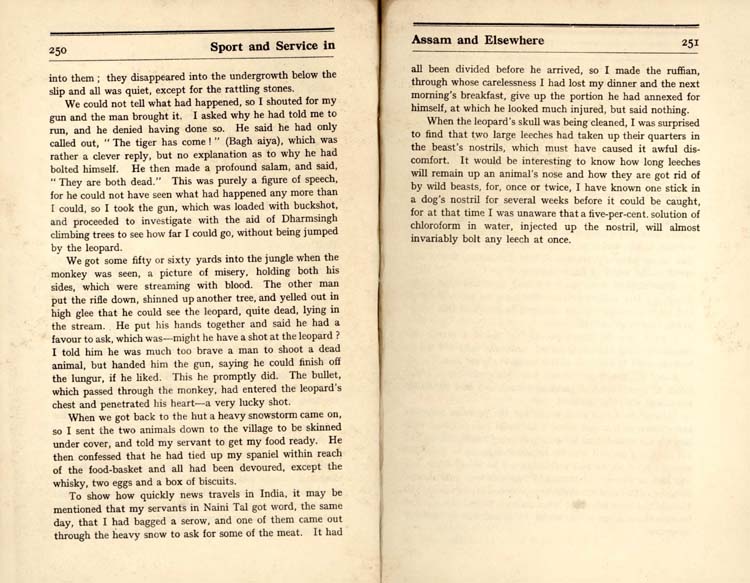 250 Sport and Service in
into them ; they disappeared into the undergrowth below the
slip and all was quiet, except for the rattling stones.
We could not tell what had happened, so I shouted for my
gun and the man brought it. I asked why he had told me to
run, and he denied having done so. He said he had only
called out, " The tiger has come ! " (Bagh aiya), which was
rather a clever reply, but no explanation as to why he had
bolted himself. He then made a profound salam, and said,
" They are both dead." This was purely a figure of speech,
for he could not have seen what had happened any more than
I could, so I took the gun, which was loaded with buckshot,
and proceeded to investigate with the aid of Dharmsingh
climbing trees to see how far I could go, without being jumped
by the leopard.
We got some fifty or sixty yards into the jungle when the
monkey was seen, a picture of misery, holding both his
sides, which were streaming with blood. The other man
put the rifle down, shinned up another tree, and yelled out in
high glee that he could see the leopard, quite dead, lying in
the stream. He put his hands together and said he had a
favour to ask, which was—might he have a shot at the leopard ?
I told him he was much too brave a man to shoot a dead
animal, but handed him the gun, saying he could finish off
the lungur, if he liked. This he promptly did. The bullet,
which passed through the monkey, had entered the leopard's
chest and penetrated his heart—a very lucky shot.
When we got back to the hut a heavy snowstorm came on,
so I sent the two animals down to the village to be skinned
under cover, and told my servant to get my food ready. He
then confessed that he had tied up my spaniel within reach
of the food-basket and all had been devoured, except the
whisky, two eggs and a box of biscuits.
To show how quickly news travels in India, it may be
mentioned that my servants in Naini Tal got word, the same
day, that I had bagged a serow, and one of them came out
through the heavy snow to ask for some of the meat. It had
Assam and Elsewhere 251
all been divided before he arrived, so I made the ruffian,
through whose carelessness I had lost my dinner and the next
morning's breakfast, give up the portion he had annexed for
himself, at which he looked much injured, but said nothing.
When the leopard's skull was being cleaned, I was surprised
to find that two large leeches had taken up their quarters in
the beast's nostrils, which must have caused it awful dis-
comfort. It would be interesting to know how long leeches
will remain up an animal's nose and how they are got rid of
by wild beasts, for, once or twice, I have known one stick in
a dog's nostril for several weeks before it could be caught,
for at that time I was unaware that a five-per-cent. solution of
chloroform in water, injected up the nostril, will almost
invariably bolt any leech at once.